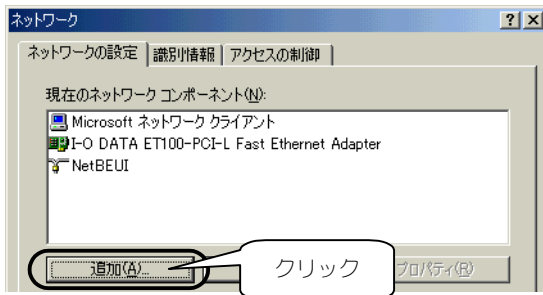 ネットワーク
ネットワークの設定 識別情報 アクセスの制御
現在のネットワーク コンポーネント(N):
Microsoft ネットワーク クライアント
I-O DATA ET100-PCI-L Fast Ethernet Adapter
NetBEUI
追加(A)... クリック プロパティ(R)